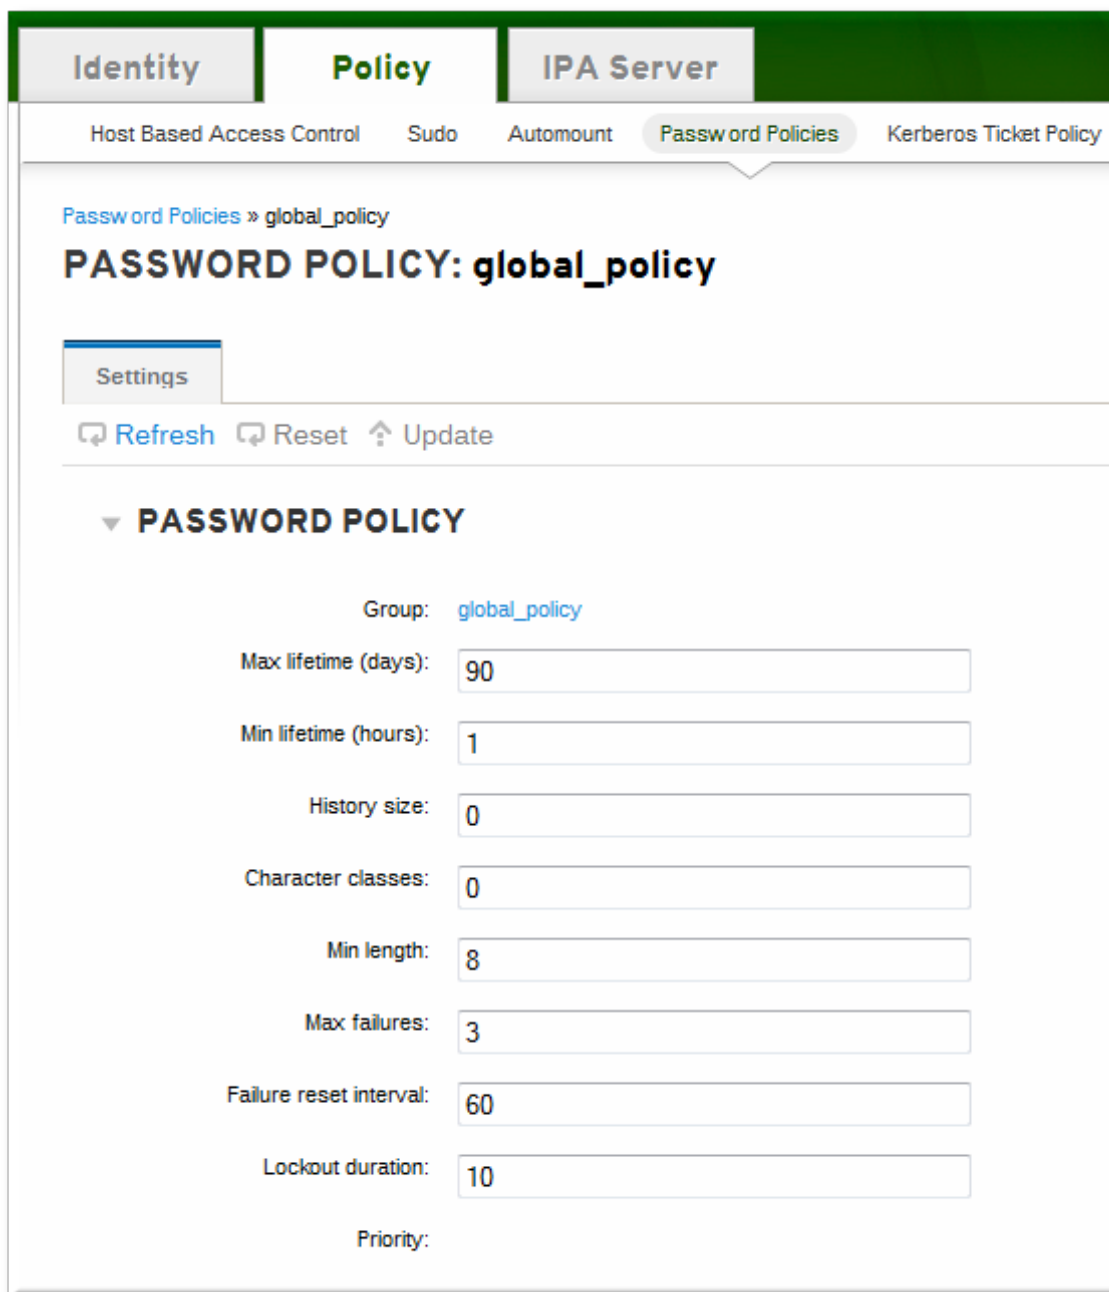 Identity Policy IPA Server
Host Based Access Control Sudo Automount Password Policies Kerberos Ticket Policy
Password Policies » global_policy
PASSWORD POLICY: global_policy
Settings
Refresh Reset Update
PASSWORD POLICY
Group: global_policy
Max lifetime (days): 90
Min lifetime (hours): 1
History size: 0
Character classes: 0
Min length: 8
Max failures: 3
Failure reset interval: 60
Lockout duration: 10
Priority: